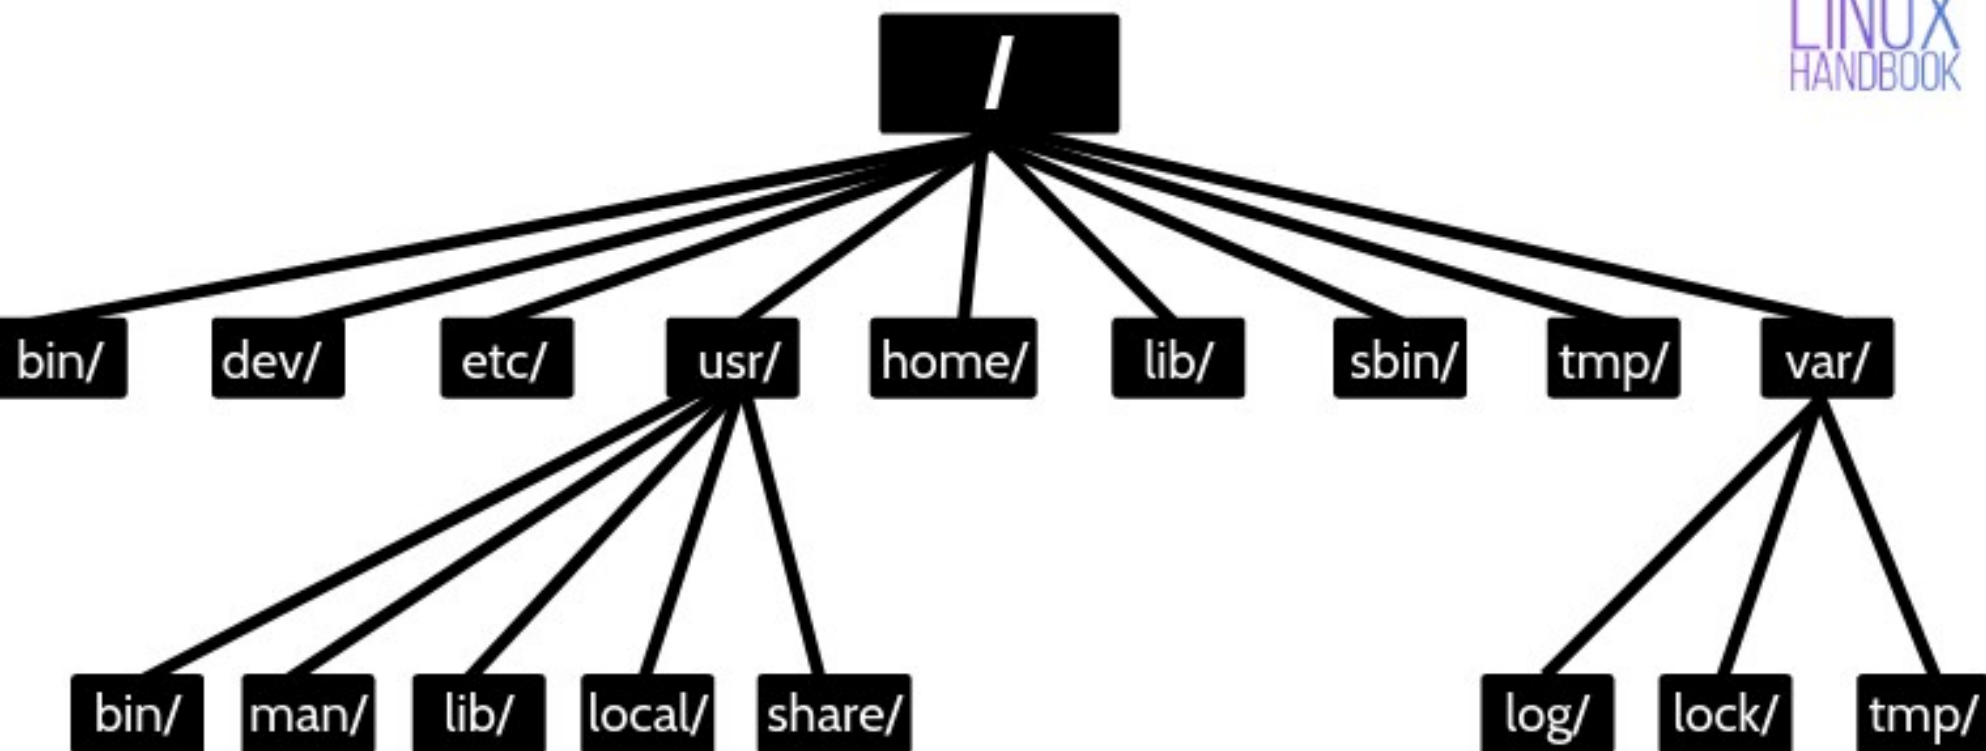 LINUX
HANDBOOK
/
bin/ dev/ etc/ usr/ home/ lib/ sbin/ tmp/ var/
bin/ man/ lib/ local/ share/ log/ lock/ tmp/